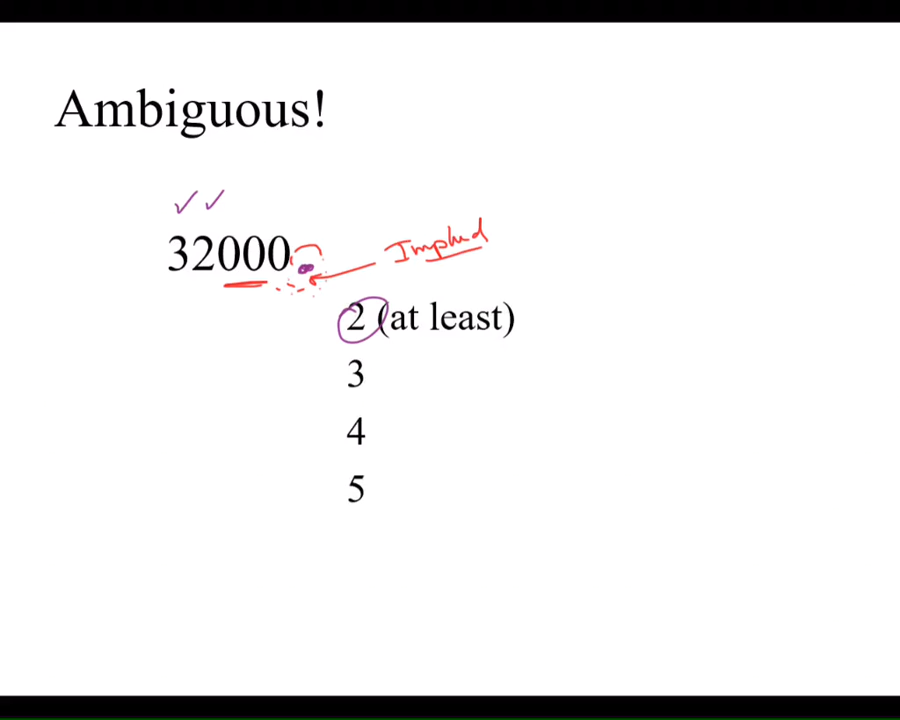 Ambiguous!
✓ ✓
32000.
Implied
2 (at least)
3
4
5